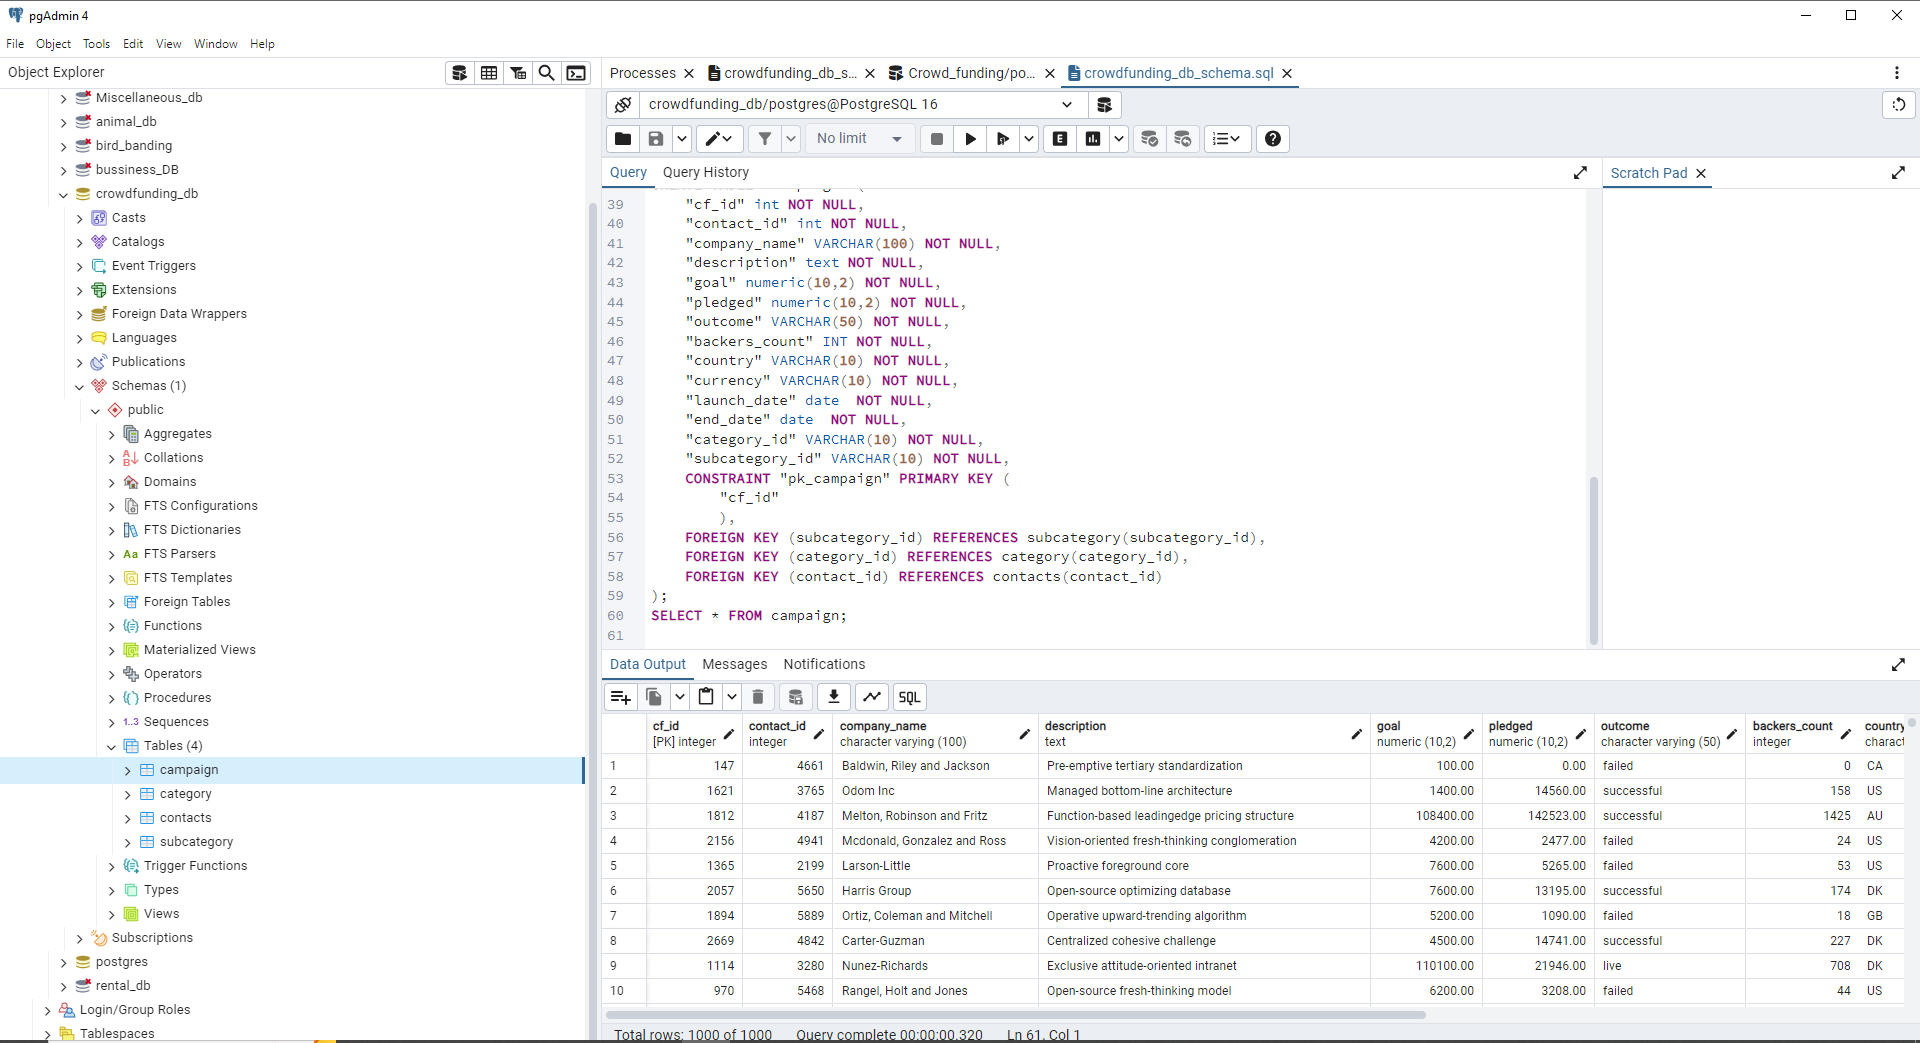 pgAdmin 4
File Object Tools Edit View Window Help
Object Explorer
Miscellaneous_db
animal_db
bird_banding
bussiness_DB
crowdfunding_db
Casts
Catalogs
Event Triggers
Extensions
Foreign Data Wrappers
Languages
Publications
Schemas (1)
public
Aggregates
Collations
Domains
FTS Configurations
FTS Dictionaries
Aa FTS Parsers
FTS Templates
Foreign Tables
Functions
Materialized Views
Operators
Procedures
1..3 Sequences
Tables (4)
campaign
category
contacts
subcategory
Trigger Functions
Types
Views
Subscriptions
postgres
rental_db
Login/Group Roles
Tablespaces
Processes crowdfunding_db_s... Crowd_funding/po... crowdfunding_db_schema.sql
crowdfunding_db/postgres@PostgreSQL 16
No limit E
Query Query History Scratch Pad
39 "cf_id" int NOT NULL,
40 "contact_id" int NOT NULL,
41 "company_name" VARCHAR(100) NOT NULL,
42 "description" text NOT NULL,
43 "goal" numeric(10,2) NOT NULL,
44 "pledged" numeric(10,2) NOT NULL,
45 "outcome" VARCHAR(50) NOT NULL,
46 "backers_count" INT NOT NULL,
47 "country" VARCHAR(10) NOT NULL,
48 "currency" VARCHAR(10) NOT NULL,
49 "launch_date" date  NOT NULL,
50 "end_date" date  NOT NULL,
51 "category_id" VARCHAR(10) NOT NULL,
52 "subcategory_id" VARCHAR(10) NOT NULL,
53 CONSTRAINT "pk_campaign" PRIMARY KEY (
54 "cf_id"
55 ),
56 FOREIGN KEY (subcategory_id) REFERENCES subcategory(subcategory_id),
57 FOREIGN KEY (category_id) REFERENCES category(category_id),
58 FOREIGN KEY (contact_id) REFERENCES contacts(contact_id)
59 );
60 SELECT * FROM campaign;
61
Data Output Messages Notifications
SQL
cf_id contact_id company_name description goal pledged outcome backers_count country
[PK] integer integer character varying (100) text numeric (10,2) numeric (10,2) character varying (50) integer charact
1 147 4661 Baldwin, Riley and Jackson Pre-emptive tertiary standardization 100.00 0.00 failed 0 CA
2 1621 3765 Odom Inc Managed bottom-line architecture 1400.00 14560.00 successful 158 US
3 1812 4187 Melton, Robinson and Fritz Function-based leadingedge pricing structure 108400.00 142523.00 successful 1425 AU
4 2156 4941 Mcdonald, Gonzalez and Ross Vision-oriented fresh-thinking conglomeration 4200.00 2477.00 failed 24 US
5 1365 2199 Larson-Little Proactive foreground core 7600.00 5265.00 failed 53 US
6 2057 5650 Harris Group Open-source optimizing database 7600.00 13195.00 successful 174 DK
7 1894 5889 Ortiz, Coleman and Mitchell Operative upward-trending algorithm 5200.00 1090.00 failed 18 GB
8 2669 4842 Carter-Guzman Centralized cohesive challenge 4500.00 14741.00 successful 227 DK
9 1114 3280 Nunez-Richards Exclusive attitude-oriented intranet 110100.00 21946.00 live 708 DK
10 970 5468 Rangel, Holt and Jones Open-source fresh-thinking model 6200.00 3208.00 failed 44 US
Total rows: 1000 of 1000 Query complete 00:00:00.320 Ln 61, Col 1